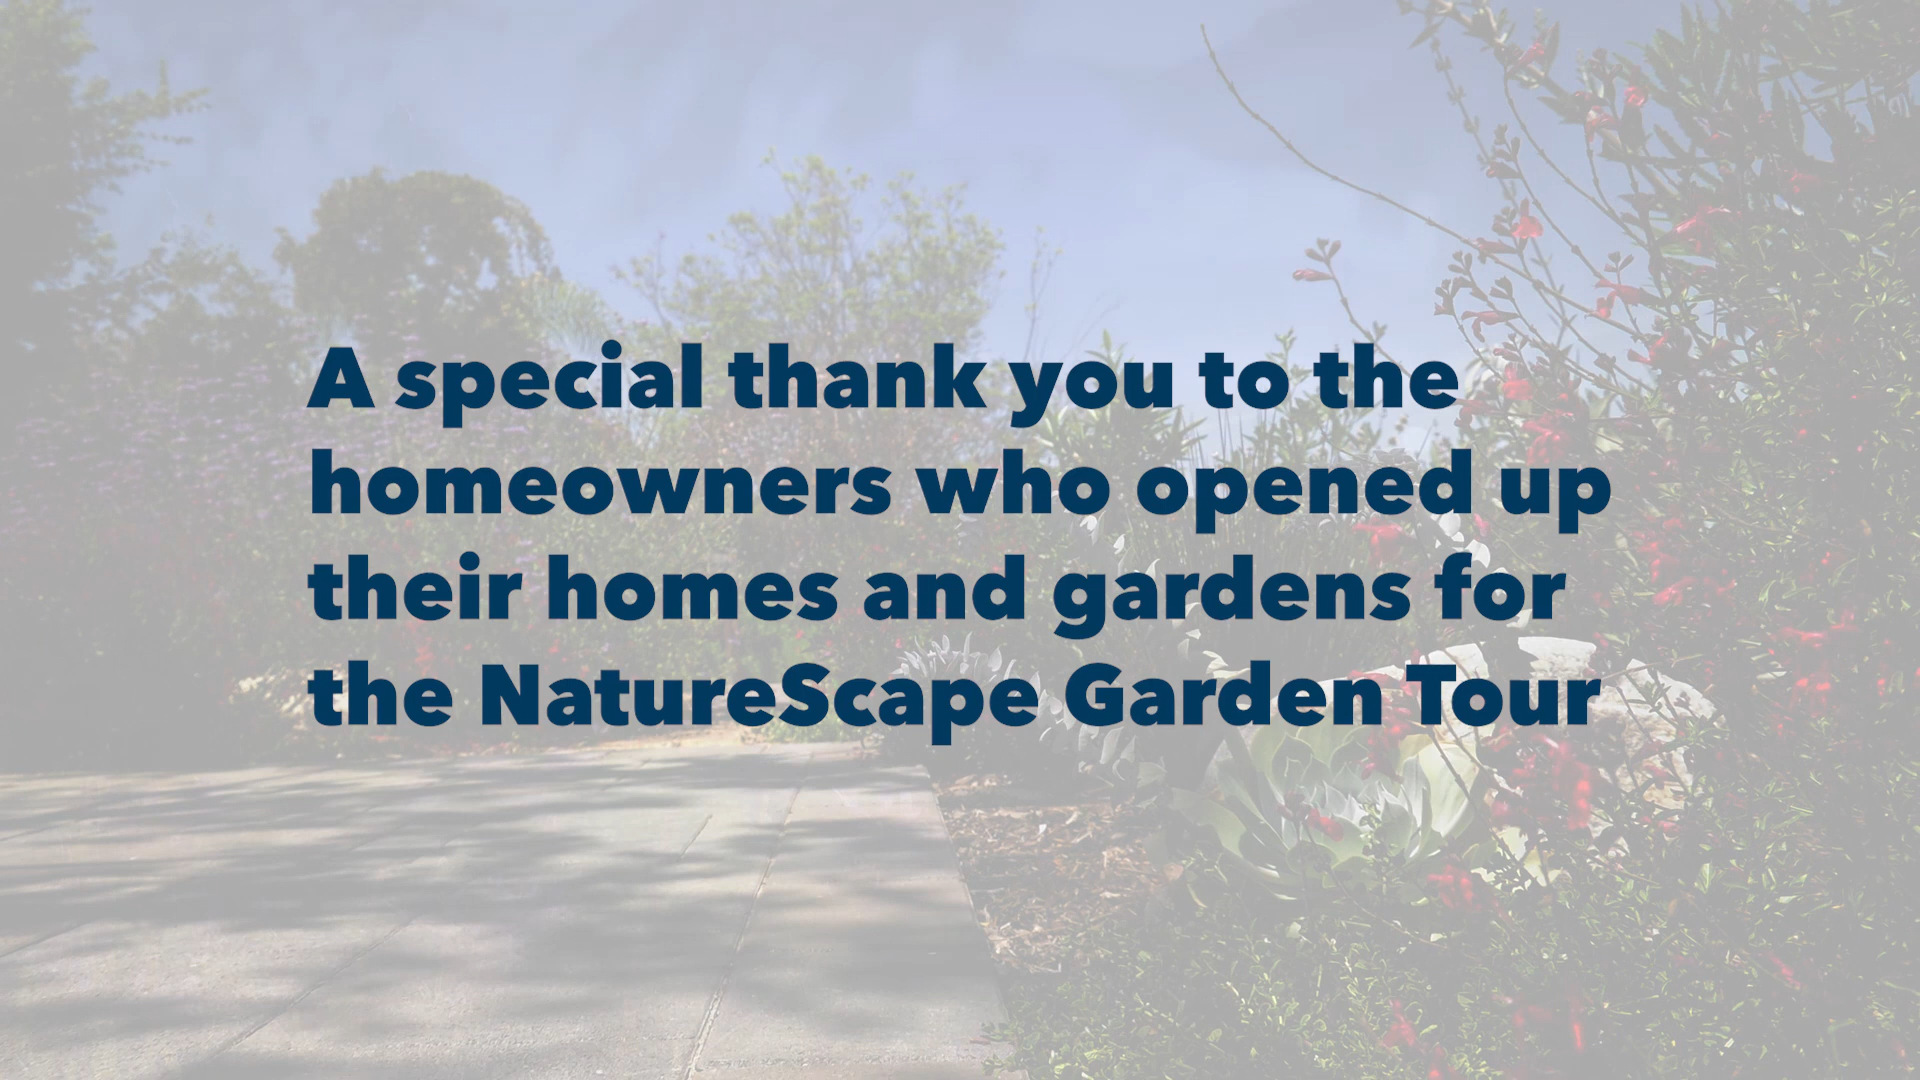 A special thank you to the
homeowners who opened up
their homes and gardens for
the NatureScape Garden Tour